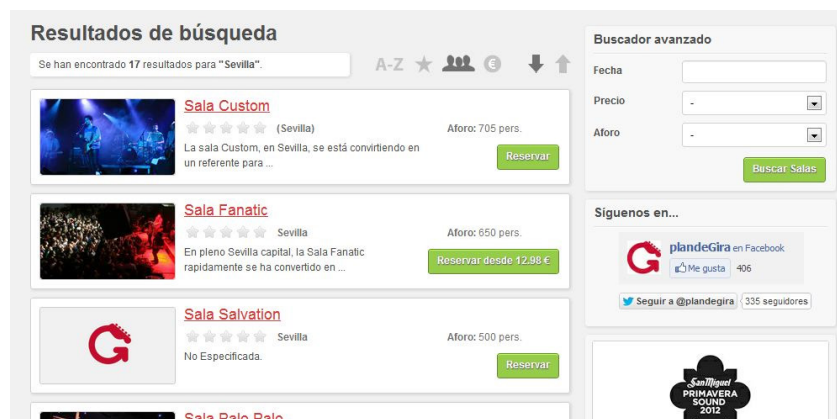 Resultados de búsqueda
Se han encontrado 17 resultados para "Sevilla".
A-Z
Sala Custom
(Sevilla)
Aforo: 705 pers.
La sala Custom, en Sevilla, se está convirtiendo en
un referente para ...
Reservar
Sala Fanatic
Sevilla
Aforo: 650 pers.
En pleno Sevilla capital, la Sala Fanatic
rapidamente se ha convertido en ...
Reservar desde 12.98 €
Sala Salvation
Sevilla
Aforo: 500 pers.
No Especificada.
Reservar
Sala Palo Palo
Buscador avanzado
Fecha
Precio
-
Aforo
-
Buscar Salas
Síguenos en...
plandeGira en Facebook
Me gusta
406
Seguir a @plandegira
335 seguidores
SanMiguel
PRIMAVERA
SOUND
2012